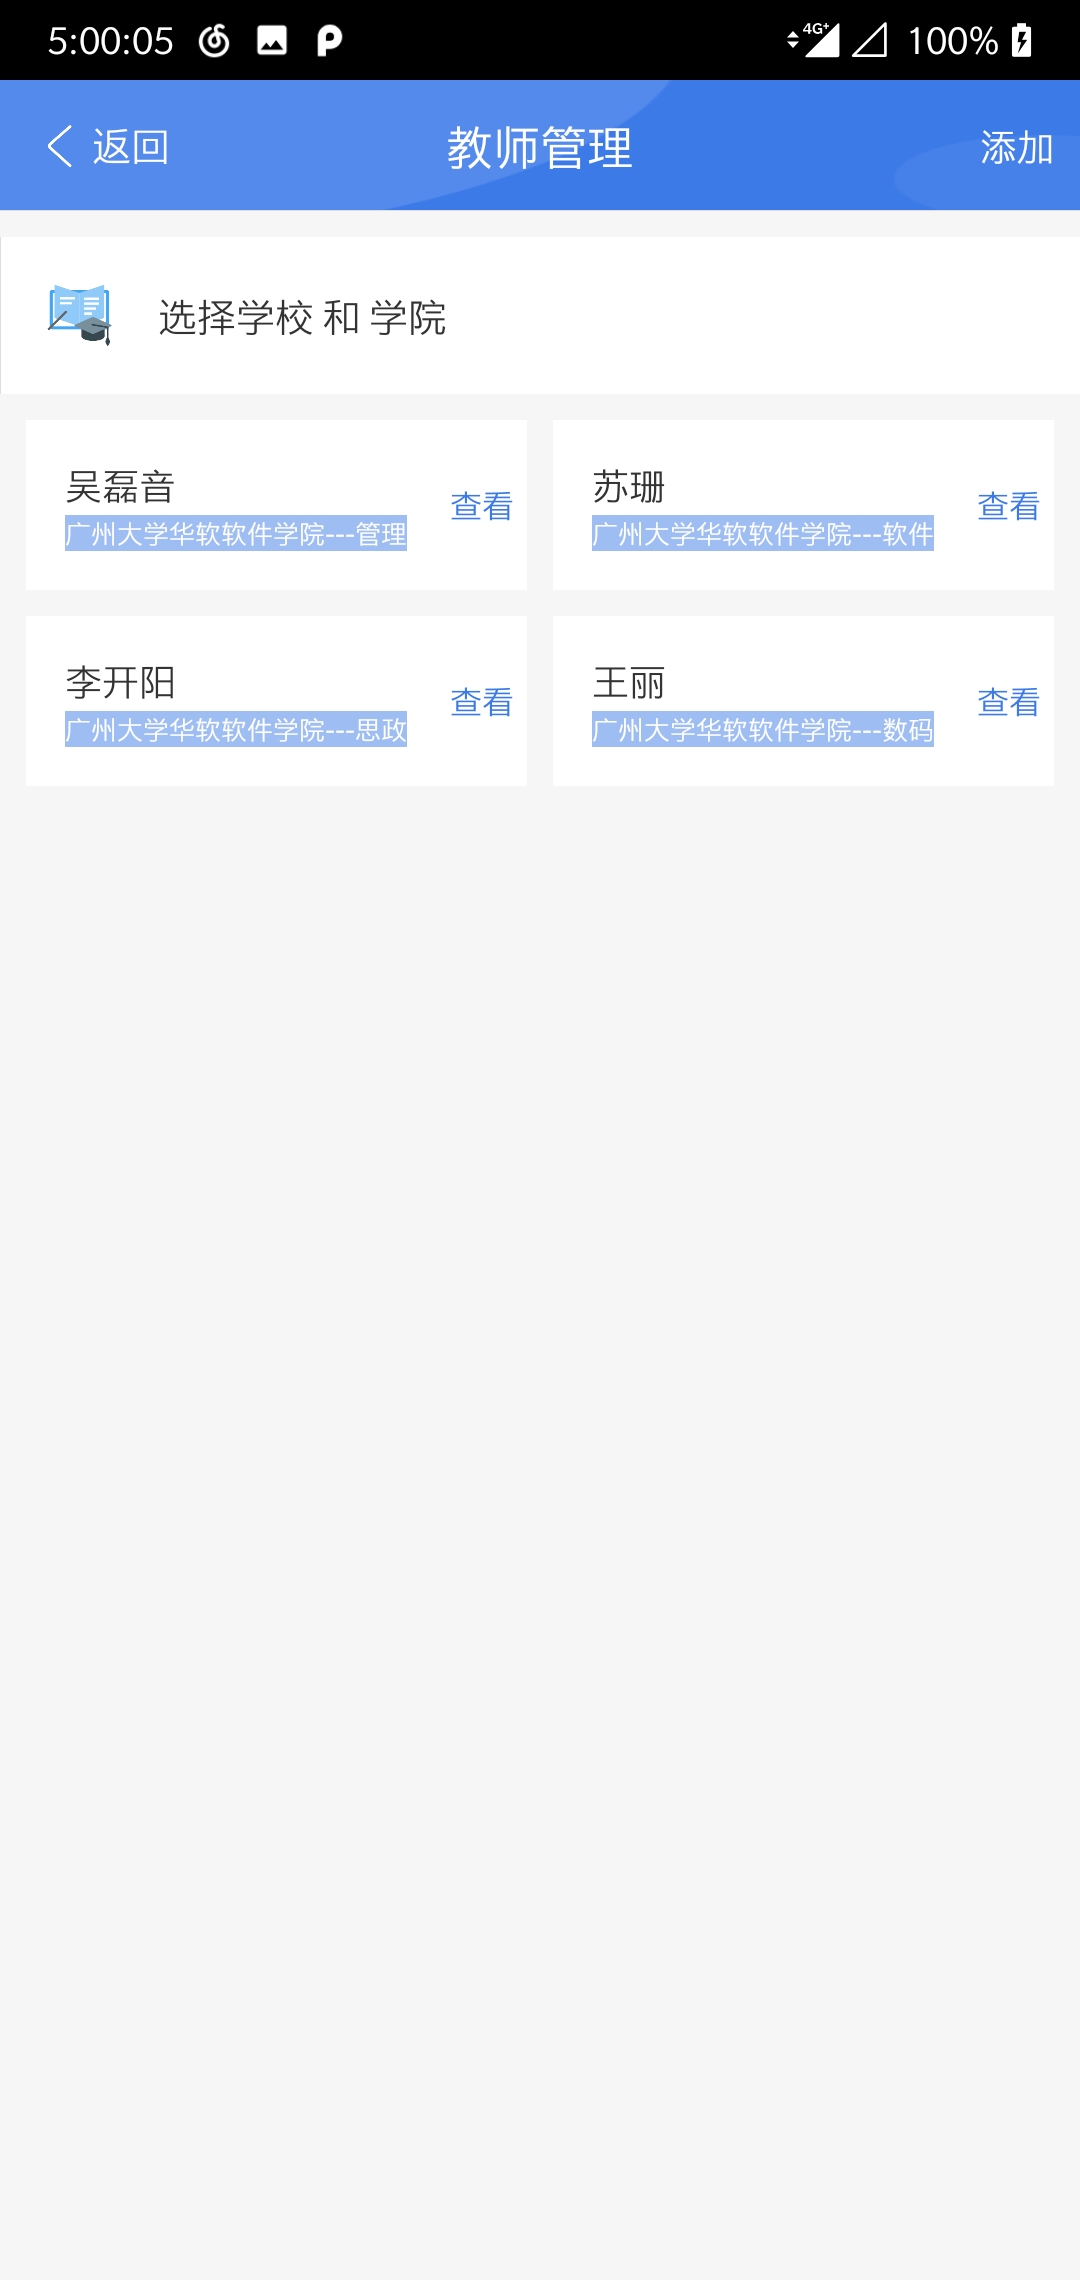 5:00:05 4G+ 100%
返回 教师管理 添加
选择学校 和 学院
吴磊音
广州大学华软软件学院---管理
查看
苏珊
广州大学华软软件学院---软件
查看
李开阳
广州大学华软软件学院---思政
查看
王丽
广州大学华软软件学院---数码
查看